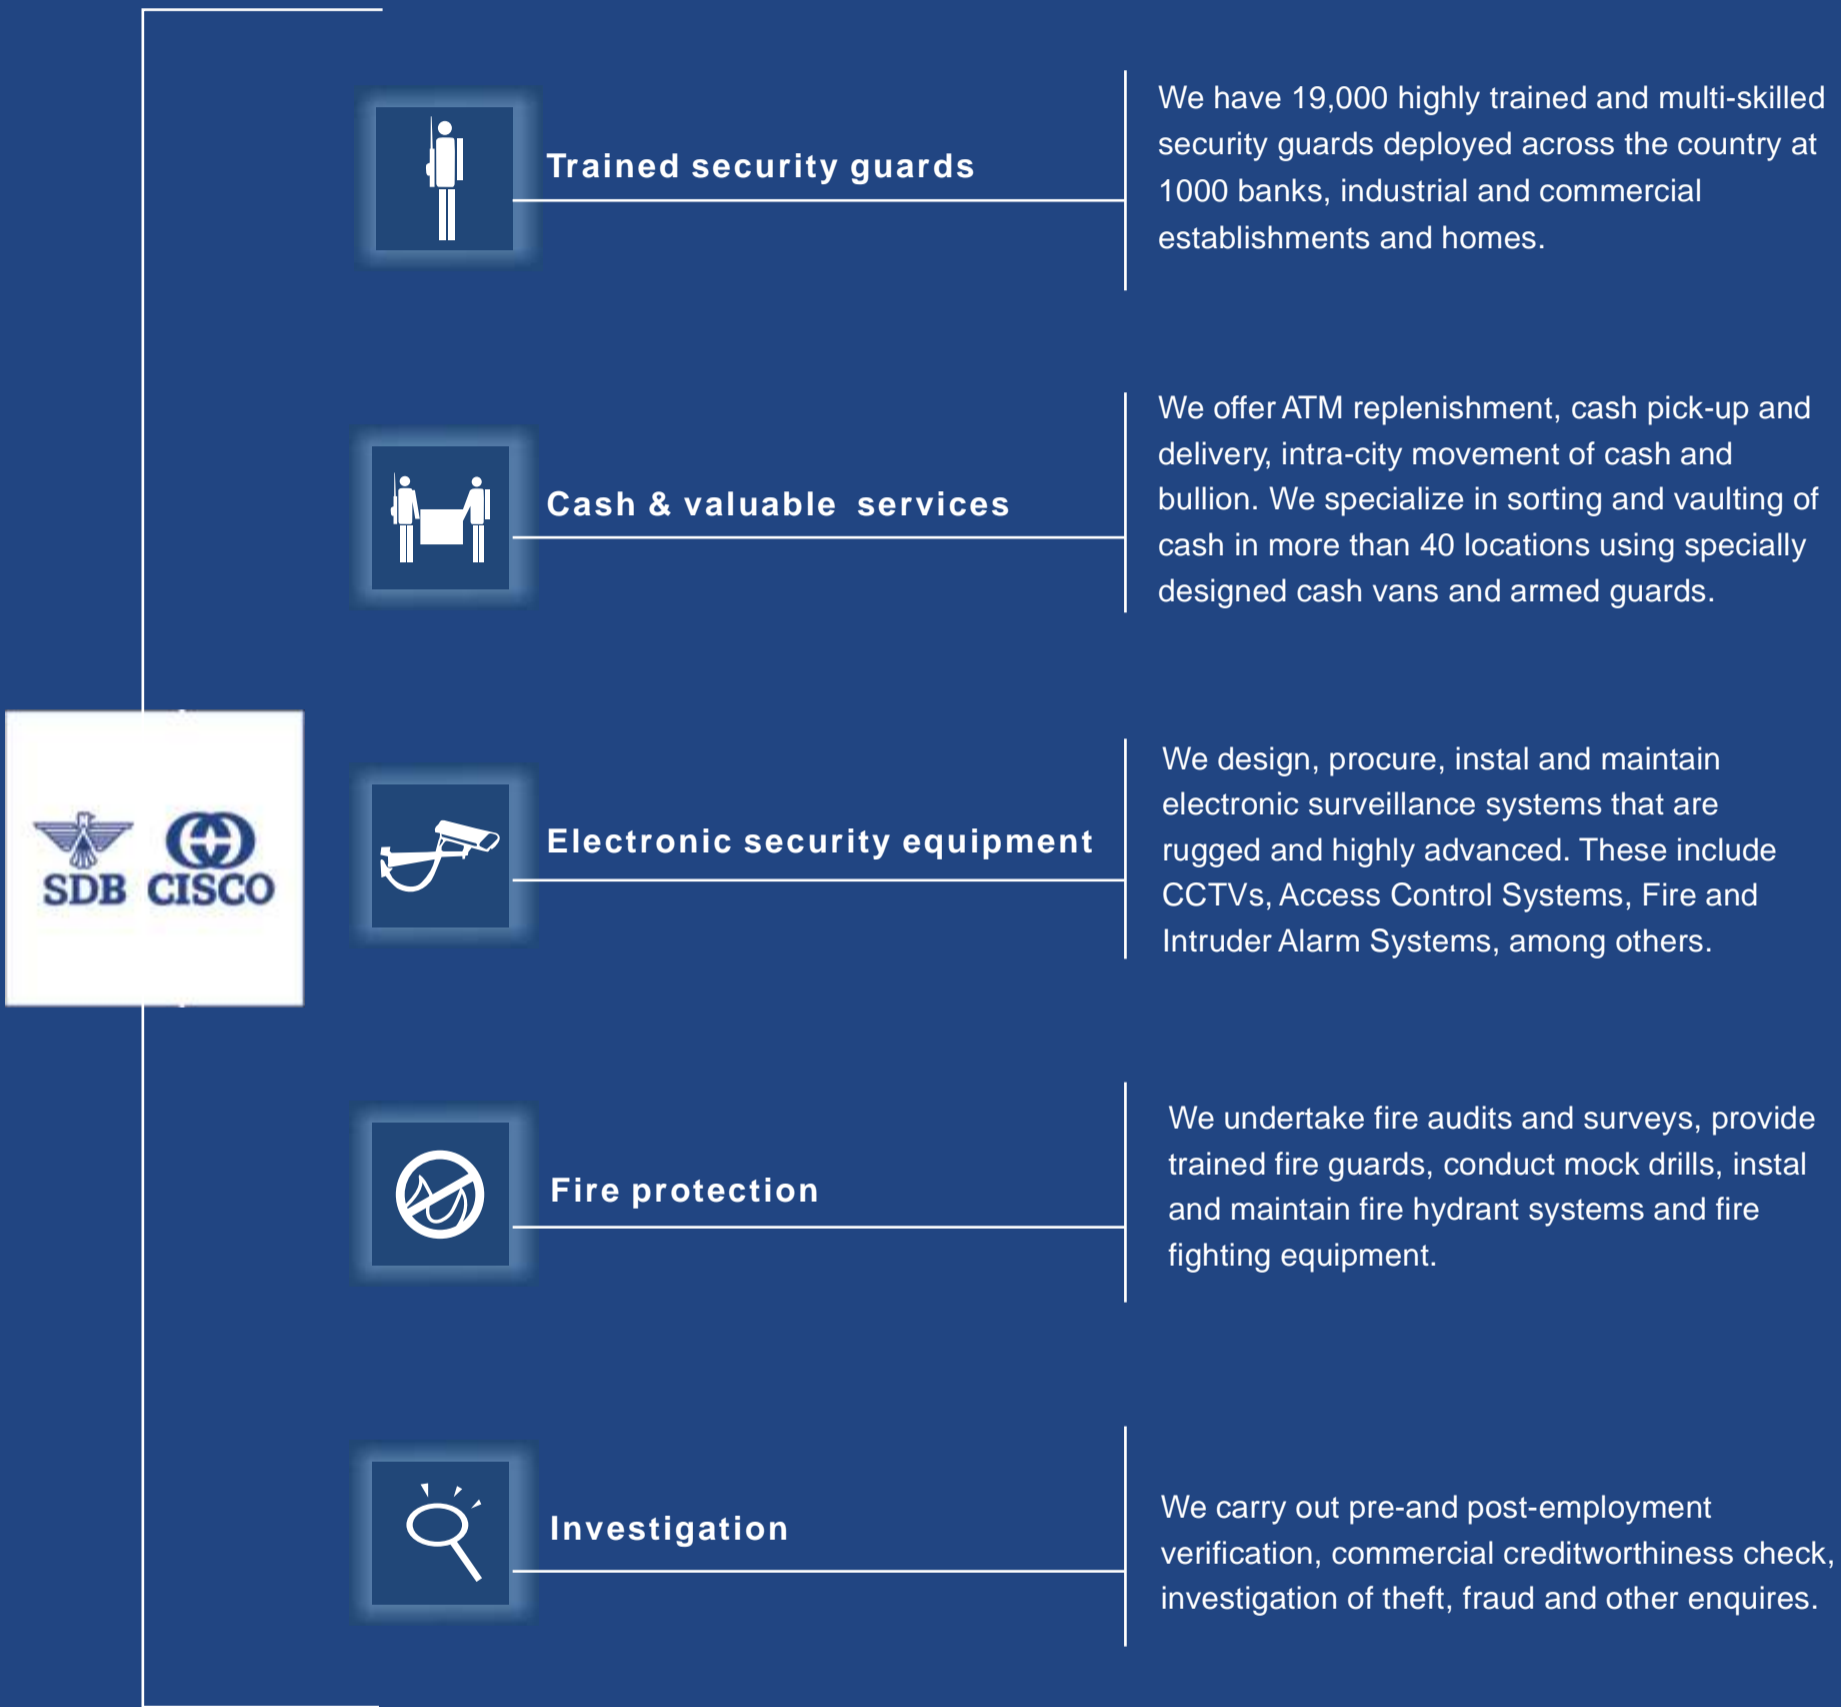 Trained security guards
We have 19,000 highly trained and multi-skilled
security guards deployed across the country at
1000 banks, industrial and commercial
establishments and homes.
Cash & valuable services
We offer ATM replenishment, cash pick-up and
delivery, intra-city movement of cash and
bullion. We specialize in sorting and vaulting of
cash in more than 40 locations using specially
designed cash vans and armed guards.
SDB CISCO
Electronic security equipment
We design, procure, instal and maintain
electronic surveillance systems that are
rugged and highly advanced. These include
CCTVs, Access Control Systems, Fire and
Intruder Alarm Systems, among others.
Fire protection
We undertake fire audits and surveys, provide
trained fire guards, conduct mock drills, instal
and maintain fire hydrant systems and fire
fighting equipment.
Investigation
We carry out pre-and post-employment
verification, commercial creditworthiness check,
investigation of theft, fraud and other enquires.